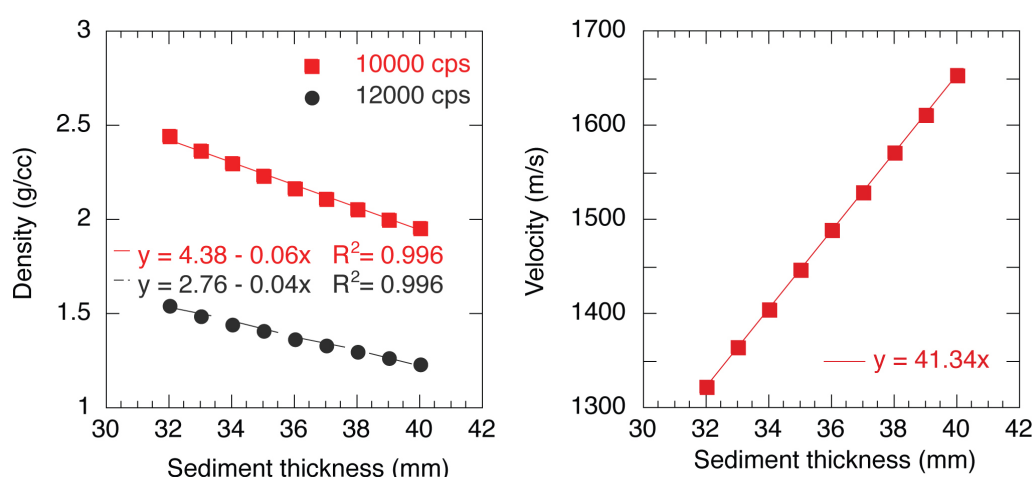 3
2.5
2
1.5
1
Density (g/cc)
10000 cps
12000 cps
y = 4.38 - 0.06x R²= 0.996
y = 2.76 - 0.04x R²= 0.996
30 32 34 36 38 40 42
Sediment thickness (mm)
1700
1600
1500
1400
1300
Velocity (m/s)
y = 41.34x
30 32 34 36 38 40 42
Sediment thickness (mm)